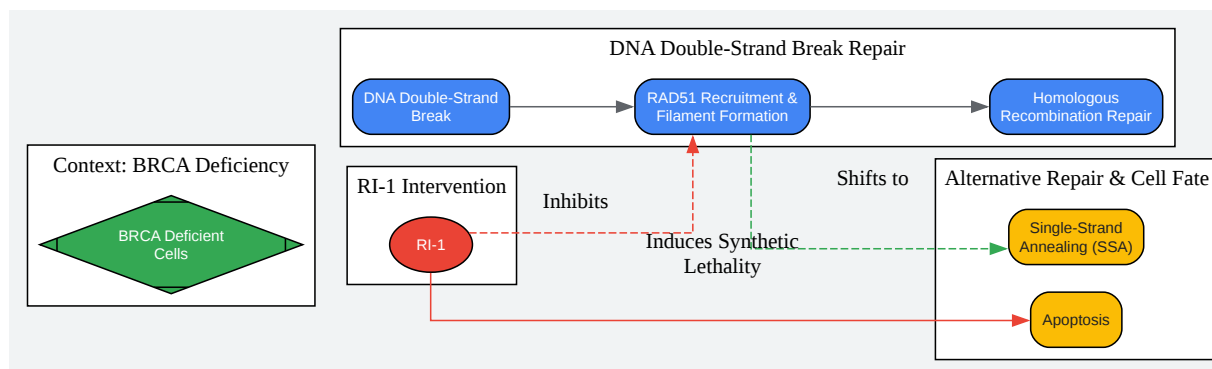 DNA Double-Strand Break Repair
DNA Double-Strand
Break
RAD51 Recruitment &
Filament Formation
Homologous
Recombination Repair
Context: BRCA Deficiency
BRCA Deficient
Cells
RI-1 Intervention
RI-1
Inhibits
Induces Synthetic
Lethality
Shifts to
Alternative Repair & Cell Fate
Single-Strand
Annealing (SSA)
Apoptosis